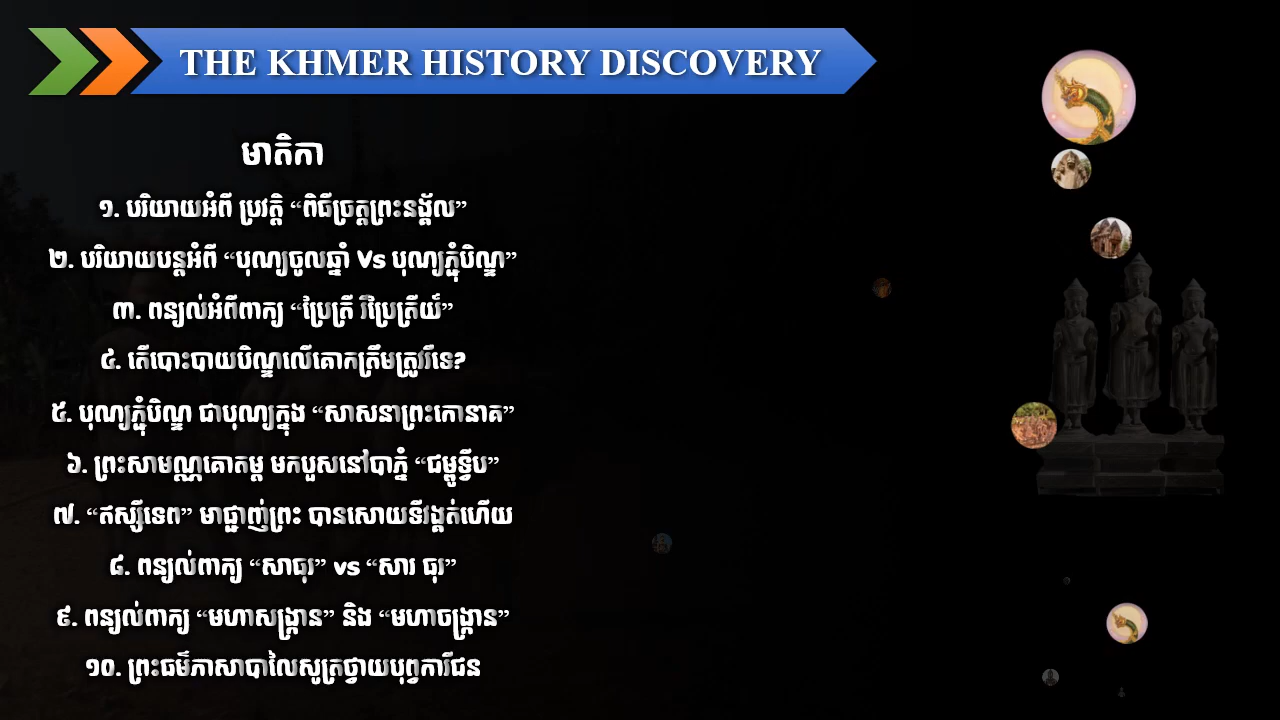 THE KHMER HISTORY DISCOVERY
មាតិកា
១. បរិយាយអំពី ប្រវត្តិ “ពិធីច្រត្តព្រះនង្គ័ល”
២. បរិយាយបន្តអំពី “បុណ្យចូលឆ្នាំ Vs បុណ្យភ្ជុំបិណ្ឌ”
៣. ពន្យល់អំពីពាក្យ “ប្រៃត្រី រឺប្រៃត្រីយ៍”
៤. តើបោះបាយបិណ្ឌលើគោកត្រឹមត្រូវរឺទេ?
៥. បុណ្យភ្ជុំបិណ្ឌ ជាបុណ្យក្នុង “សាសនាព្រះកោនាគ”
៦. ព្រះសាមណ្ណគោតម្ត មកបួសនៅបាភ្នំ “ជម្ពូទ្វីប”
៧. “ឥស្សីទេព” មាផ្ចាញ់ព្រះ បានសោយទីវង្គត់ហើយ
៨. ពន្យល់ពាក្យ “សាធុរ” vs “សារ ធុរ”
៩. ពន្យល់ពាក្យ “មហាសង្ក្រាន” និង “មហាចង្ក្រាន”
១០. ព្រះធម៌ភាសាបាលៃសូត្រថ្វាយបុព្វការីជន